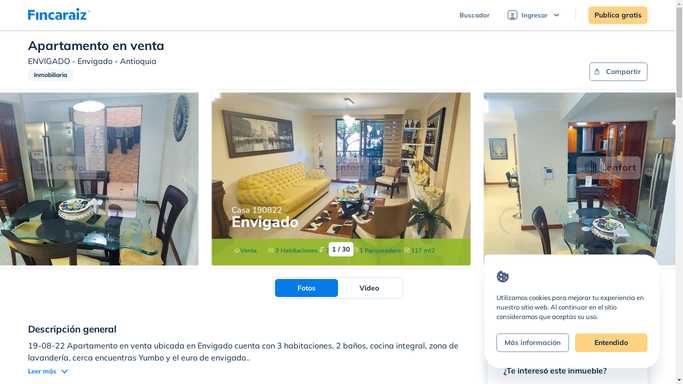 Fincaraiz
Buscador
Ingresar
Publica gratis
Apartamento en venta
ENVIGADO - Envigado - Antioquia
Inmobiliaria
Compartir
Confort
Casa 190822
Envigado
Venta
3 Habitaciones
1 / 30
1 Parqueadero
117 mt2
Fotos
Video
Descripción general
19-08-22 Apartamento en venta ubicada en Envigado cuenta con 3 habitaciones, 2 baños, cocina integral, zona de
lavandería, cerca encuentras Yumbo y el euro de envigado..
Leer más
Utilizamos cookies para mejorar tu experiencia en
nuestro sitio web. Al continuar en el sitio
consideramos que aceptas su uso.
Más información
Entendido
¿Te interesó este inmueble?